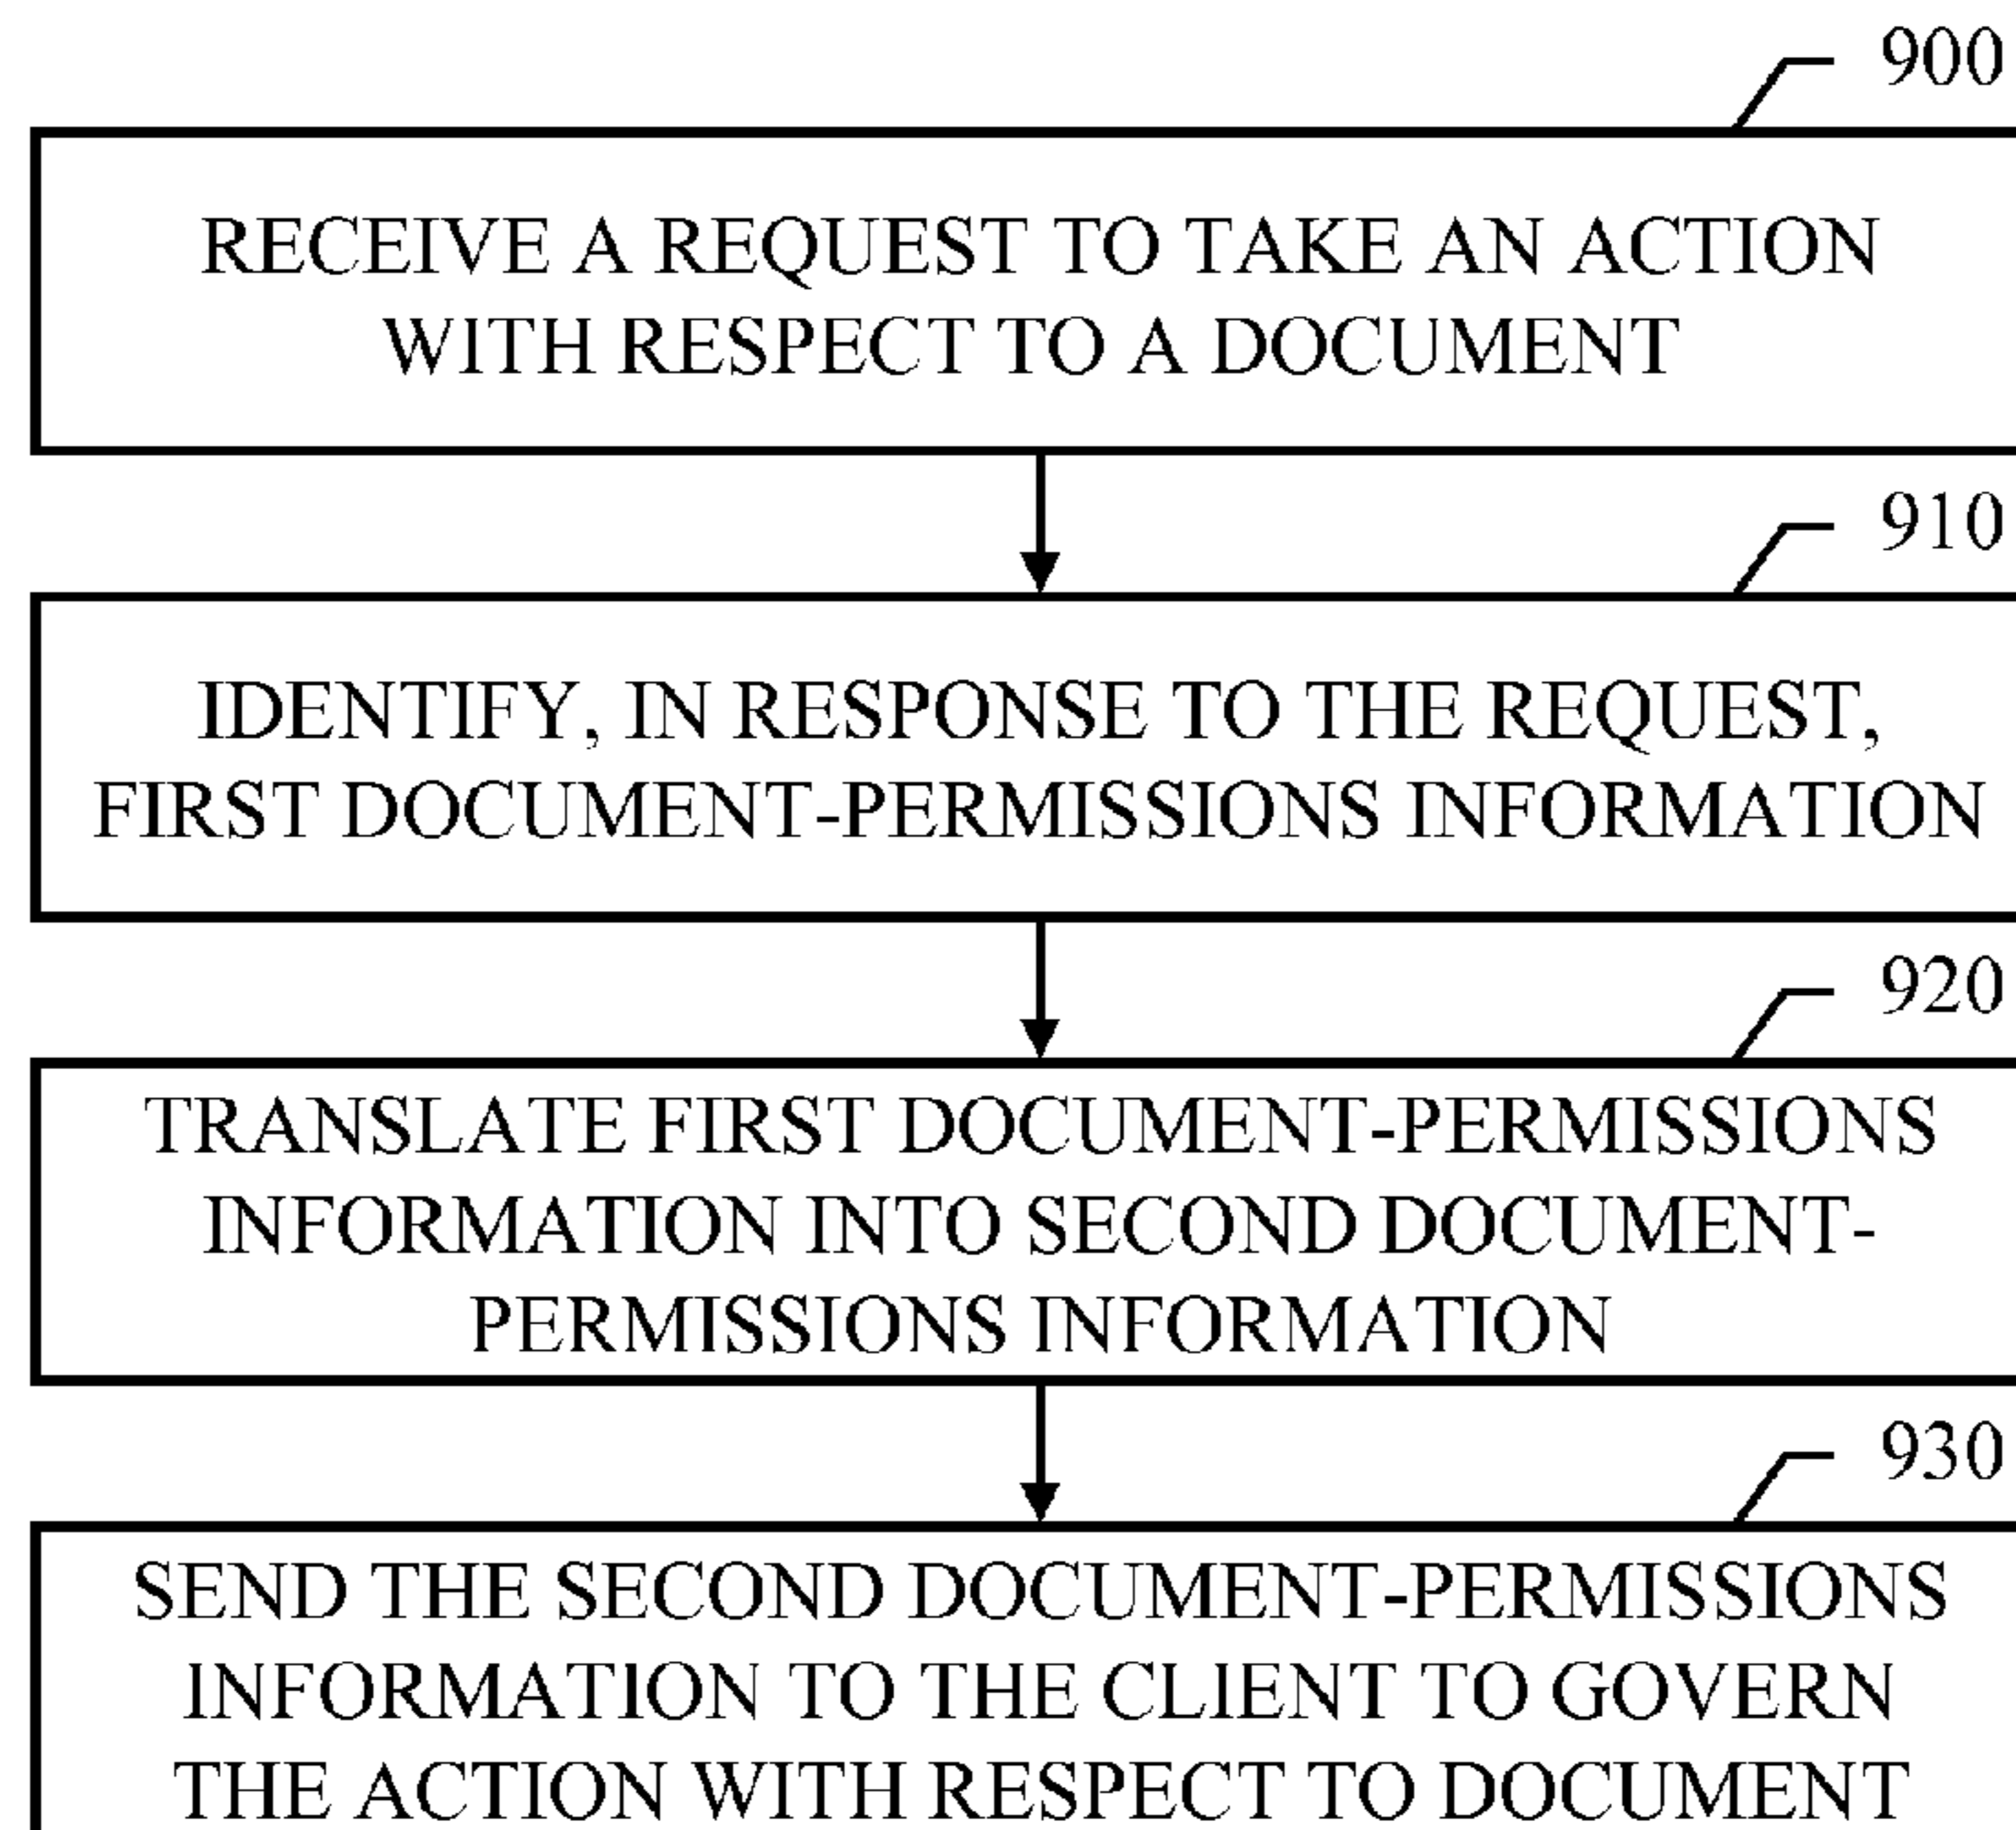 900
RECEIVE A REQUEST TO TAKE AN ACTION
WITH RESPECT TO A DOCUMENT
910
IDENTIFY, IN RESPONSE TO THE REQUEST,
FIRST DOCUMENT-PERMISSIONS INFORMATION
920
TRANSLATE FIRST DOCUMENT-PERMISSIONS
INFORMATION INTO SECOND DOCUMENT-
PERMISSIONS INFORMATION
930
SEND THE SECOND DOCUMENT-PERMISSIONS
INFORMATION TO THE CLIENT TO GOVERN
THE ACTION WITH RESPECT TO DOCUMENT